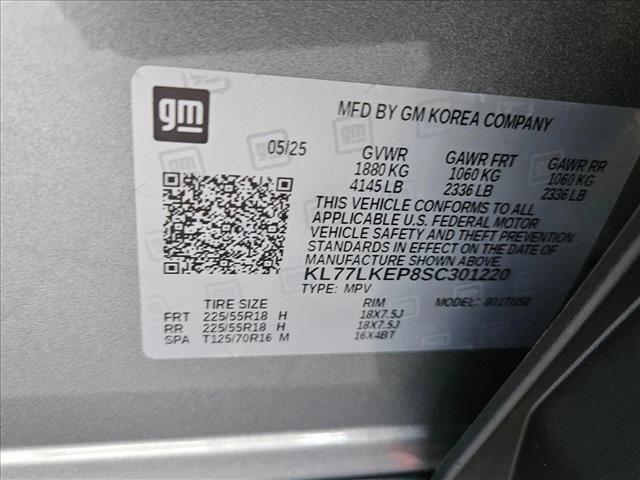 gm
MFD BY GM KOREA COMPANY
05/25 GVWR GAWR FRT GAWR RR
1880 KG 1060 KG 1060 KG
4145 LB 2336 LB 2336 LB
THIS VEHICLE CONFORMS TO ALL
APPLICABLE U.S. FEDERAL MOTOR
VEHICLE SAFETY AND THEFT PREVENTION
STANDARDS IN EFFECT ON THE DATE OF
MANUFACTURE SHOWN ABOVE.
KL77LKEP8SC301220
TYPE: MPV MODEL:
TIRE SIZE RIM
FRT 225/55R18 H 18X7.5J
RR 225/55R18 H 18X7.5J
SPA T125/70R16 M 16X4BT